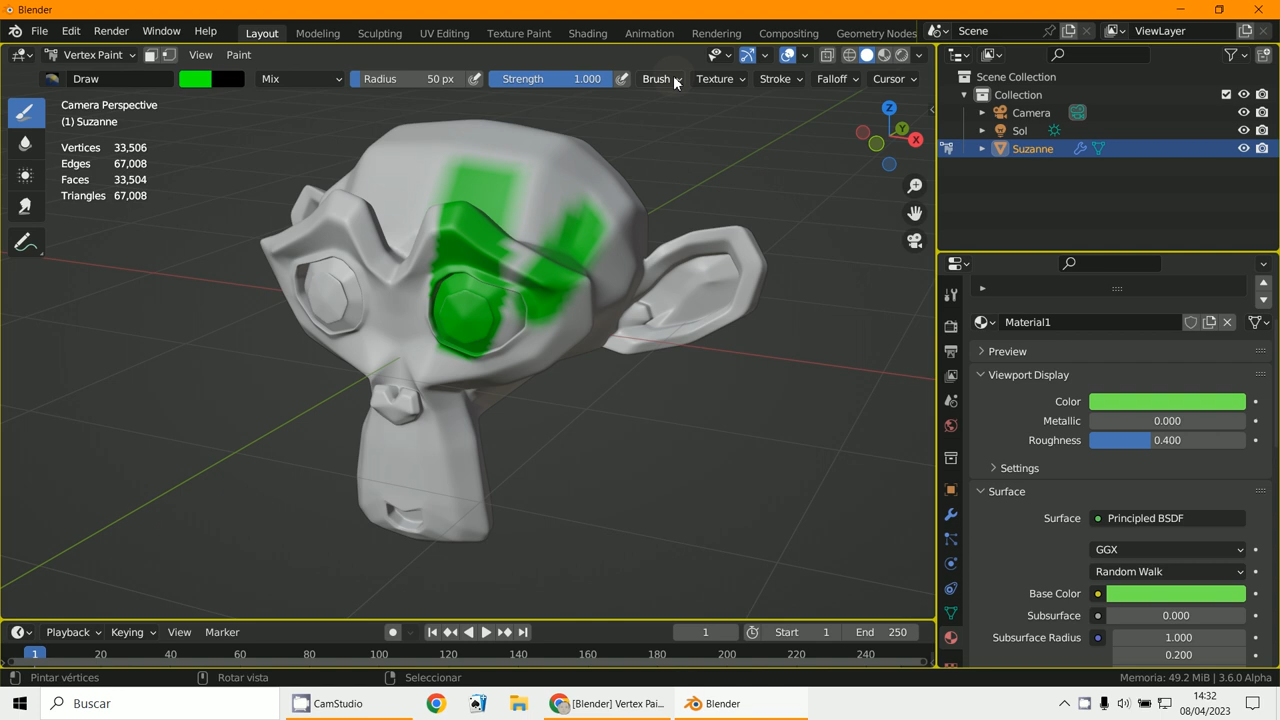 Blender
File Edit Render Window Help Layout Modeling Sculpting UV Editing Texture Paint Shading Animation Rendering Compositing Geometry Nodes Scene ViewLayer
Vertex Paint View Paint
Draw Mix Radius 50 px Strength 1.000 Brush Texture Stroke Falloff Cursor
Camera Perspective
(1) Suzanne
Vertices 33,506
Edges 67,008
Faces 33,504
Triangles 67,008
Z
Y
X
Scene Collection
Collection
Camera
Sol
Suzanne
Material1
Preview
Viewport Display
Color
Metallic 0.000
Roughness 0.400
Settings
Surface
Surface Principled BSDF
GGX
Random Walk
Base Color
Subsurface 0.000
Subsurface Radius 1.000
0.200
Playback Keying View Marker 1 Start 1 End 250
1 20 40 60 80 100 120 140 160 180 200 220 240
Pintar vértices Rotar vista Seleccionar Memoria: 49.2 MiB | 3.6.0 Alpha
Buscar CamStudio [Blender] Vertex Pai... Blender
14:32
08/04/2023